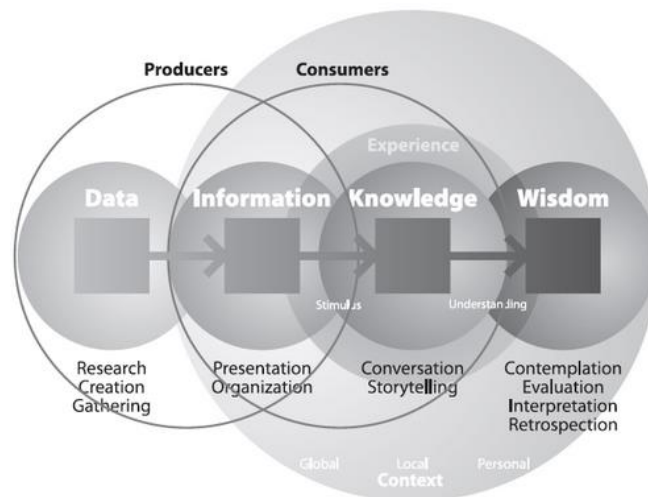 Producers
Consumers
Experience
Data
Information
Knowledge
Wisdom
Stimulus
Understanding
Research
Creation
Gathering
Presentation
Organization
Conversation
Storytelling
Contemplation
Evaluation
Interpretation
Retrospection
Global
Local
Personal
Context